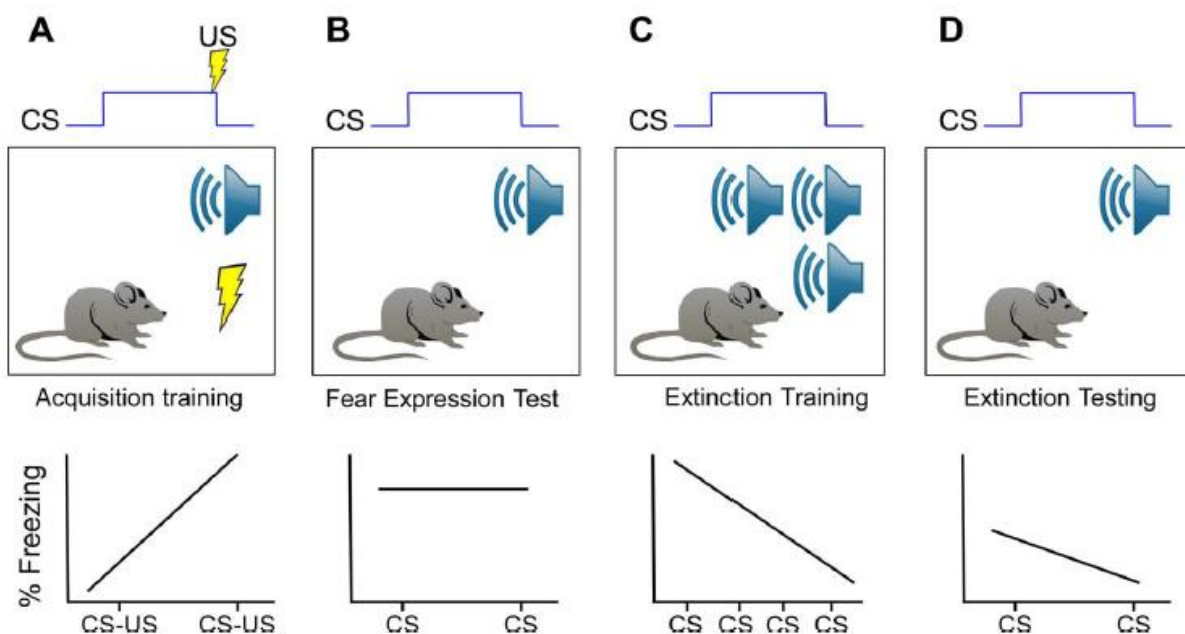 A
US
CS
Acquisition training
% Freezing
CS-US CS-US
B
CS
Fear Expression Test
CS CS
C
CS
Extinction Training
CS CS CS CS
D
CS
Extinction Testing
CS CS